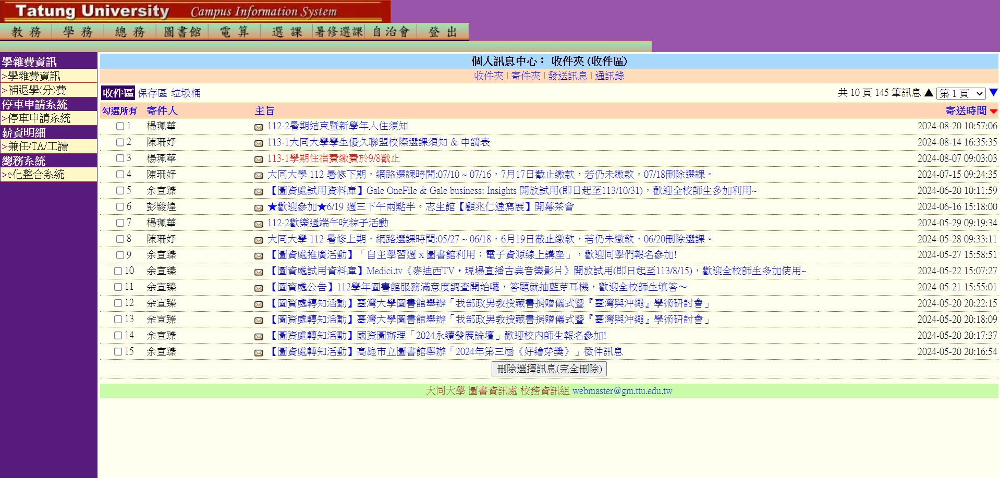 Tatung University Campus Information System
教務 學務 總務 圖書館 電算 選課 暑修選課 自治會 登出
學雜費資訊
>學雜費資訊
>補退學(分)費
停車申請系統
>停車申請系統
薪資明細
>兼任/TA/工讀
總務系統
>e化整合系統
個人訊息中心： 收件夾 (收件區)
收件夾 | 寄件夾 | 發送訊息 | 通訊錄
收件區 保存區 垃圾桶 共 10 頁 145 筆訊息 ▲ 第 1 頁 ▼
勾選所有 寄件人 主旨 寄送時間
1 楊珮華 112-2暑期結束暨新學年入住須知 2024-08-20 10:57:06
2 陳珊妤 113-1大同大學學生優久聯盟校際選課須知 & 申請表 2024-08-14 16:35:35
3 楊珮華 113-1學期住宿費繳費於9/8截止 2024-08-07 09:03:03
4 陳珊妤 大同大學 112 暑修下期，網路選課時間:07/10 ~ 07/16，7月17日截止繳款，若仍未繳款，07/18刪除選課。 2024-07-15 09:24:35
5 余宣臻 【圖資處試用資料庫】Gale OneFile & Gale business: Insights 開放試用(即日起至113/10/31)，歡迎全校師生多加利用~ 2024-06-20 10:11:59
6 彭駿煌 ★歡迎參加★6/19 週三下午兩點半。志生館【顧兆仁速寫展】開幕茶會 2024-06-16 15:18:00
7 楊珮華 112-2歡樂過端午吃粽子活動 2024-05-29 09:19:34
8 陳珊妤 大同大學 112 暑修上期，網路選課時間:05/27 ~ 06/18，6月19日截止繳款，若仍未繳款，06/20刪除選課。 2024-05-28 09:33:11
9 余宣臻 【圖資處推廣活動】「自主學習週 x 圖書館利用：電子資源線上講座」，歡迎同學們報名參加! 2024-05-27 15:58:51
10 余宣臻 【圖資處試用資料庫】Medici.tv《麥迪西TV‧現場直播古典音樂影片》開放試用(即日起至113/8/15)，歡迎全校師生多加使用~ 2024-05-22 15:07:27
11 余宣臻 【圖資處公告】112學年圖書館服務滿意度調查開始囉，答題就抽藍芽耳機，歡迎全校師生填答～ 2024-05-21 15:55:01
12 余宣臻 【圖資處轉知活動】臺灣大學圖書館舉辦「我部政男教授藏書捐贈儀式暨『臺灣與沖繩』學術研討會」 2024-05-20 20:22:15
13 余宣臻 【圖資處轉知活動】臺灣大學圖書館舉辦「我部政男教授藏書捐贈儀式暨『臺灣與沖繩』學術研討會」 2024-05-20 20:18:09
14 余宣臻 【圖資處轉知活動】國資圖辦理「2024永續發展論壇」歡迎校內師生報名參加! 2024-05-20 20:17:37
15 余宣臻 【圖資處轉知活動】高雄市立圖書館舉辦「2024年第三屆《好繪芽獎》」徵件訊息 2024-05-20 20:16:54
刪除選擇訊息(完全刪除)
大同大學 圖書資訊處 校務資訊組 webmaster@gm.ttu.edu.tw